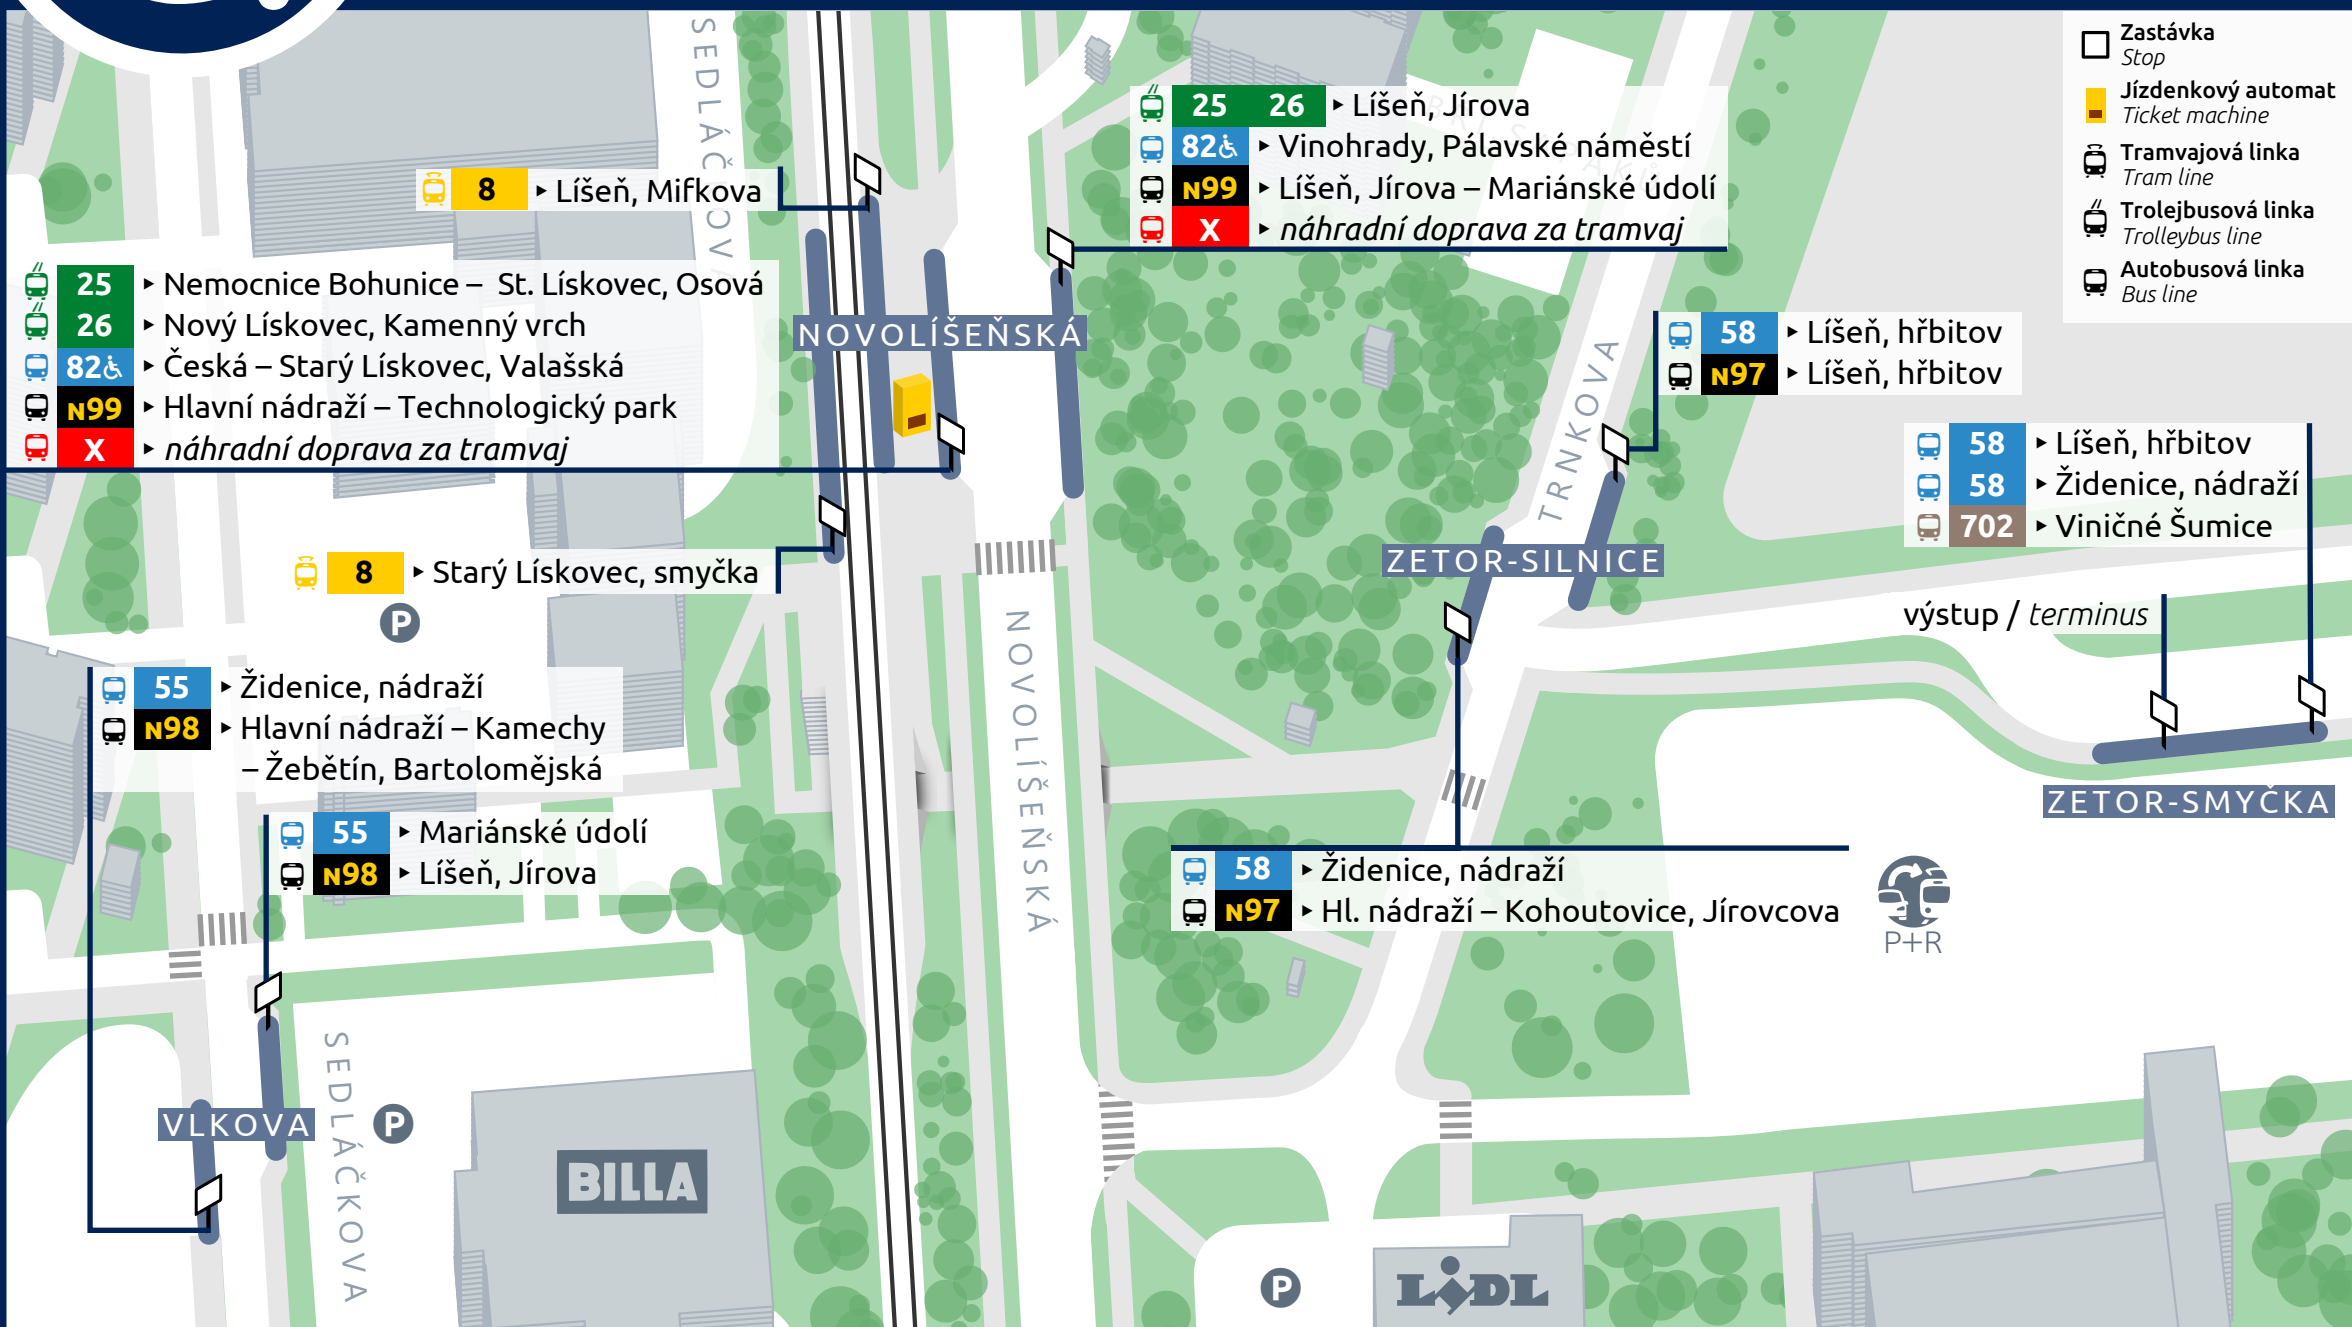 Zastávka
Stop
Jízdenkový automat
Ticket machine
Tramvajová linka
Tram line
Trolejbusová linka
Trolleybus line
Autobusová linka
Bus line
SEDLÁČKOVA
25 26 ‣ Líšeň, Jírova
82 ‣ Vinohrady, Pálavské náměstí
N99 ‣ Líšeň, Jírova – Mariánské údolí
X ‣ náhradní doprava za tramvaj
8 ‣ Líšeň, Mifkova
25 ‣ Nemocnice Bohunice – St. Lískovec, Osová
26 ‣ Nový Lískovec, Kamenný vrch
82 ‣ Česká – Starý Lískovec, Valašská
N99 ‣ Hlavní nádraží – Technologický park
X ‣ náhradní doprava za tramvaj
NOVOLÍŠEŇSKÁ
58 ‣ Líšeň, hřbitov
N97 ‣ Líšeň, hřbitov
TRNKOVA
58 ‣ Líšeň, hřbitov
58 ‣ Židenice, nádraží
702 ‣ Viničné Šumice
8 ‣ Starý Lískovec, smyčka
P
ZETOR-SILNICE
výstup / terminus
NOVOLÍŠEŇSKÁ
55 ‣ Židenice, nádraží
N98 ‣ Hlavní nádraží – Kamechy
– Žebětín, Bartolomějská
ZETOR-SMYČKA
55 ‣ Mariánské údolí
N98 ‣ Líšeň, Jírova
58 ‣ Židenice, nádraží
N97 ‣ Hl. nádraží – Kohoutovice, Jírovcova
P+R
SEDLÁČKOVA
VLKOVA
P
BILLA
P
LIDL